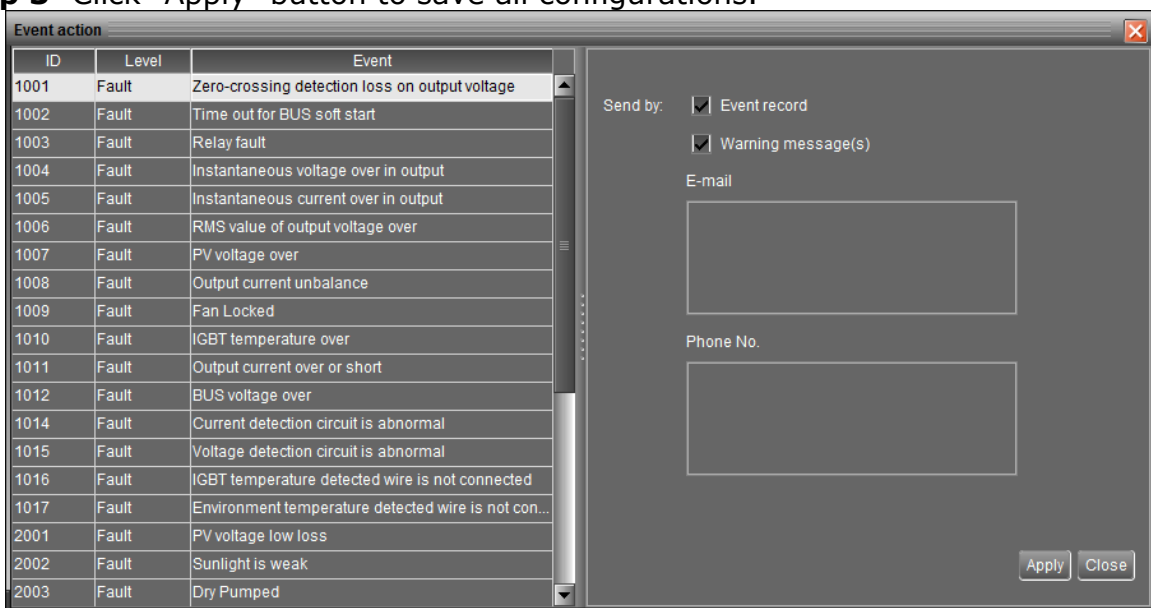 p 3 Click "Apply" button to save all configurations.
Event action
ID Level Event
1001 Fault Zero-crossing detection loss on output voltage
1002 Fault Time out for BUS soft start
1003 Fault Relay fault
1004 Fault Instantaneous voltage over in output
1005 Fault Instantaneous current over in output
1006 Fault RMS value of output voltage over
1007 Fault PV voltage over
1008 Fault Output current unbalance
1009 Fault Fan Locked
1010 Fault IGBT temperature over
1011 Fault Output current over or short
1012 Fault BUS voltage over
1014 Fault Current detection circuit is abnormal
1015 Fault Voltage detection circuit is abnormal
1016 Fault IGBT temperature detected wire is not connected
1017 Fault Environment temperature detected wire is not con...
2001 Fault PV voltage low loss
2002 Fault Sunlight is weak
2003 Fault Dry Pumped
Send by: Event record
Warning message(s)
E-mail
Phone No.
Apply Close